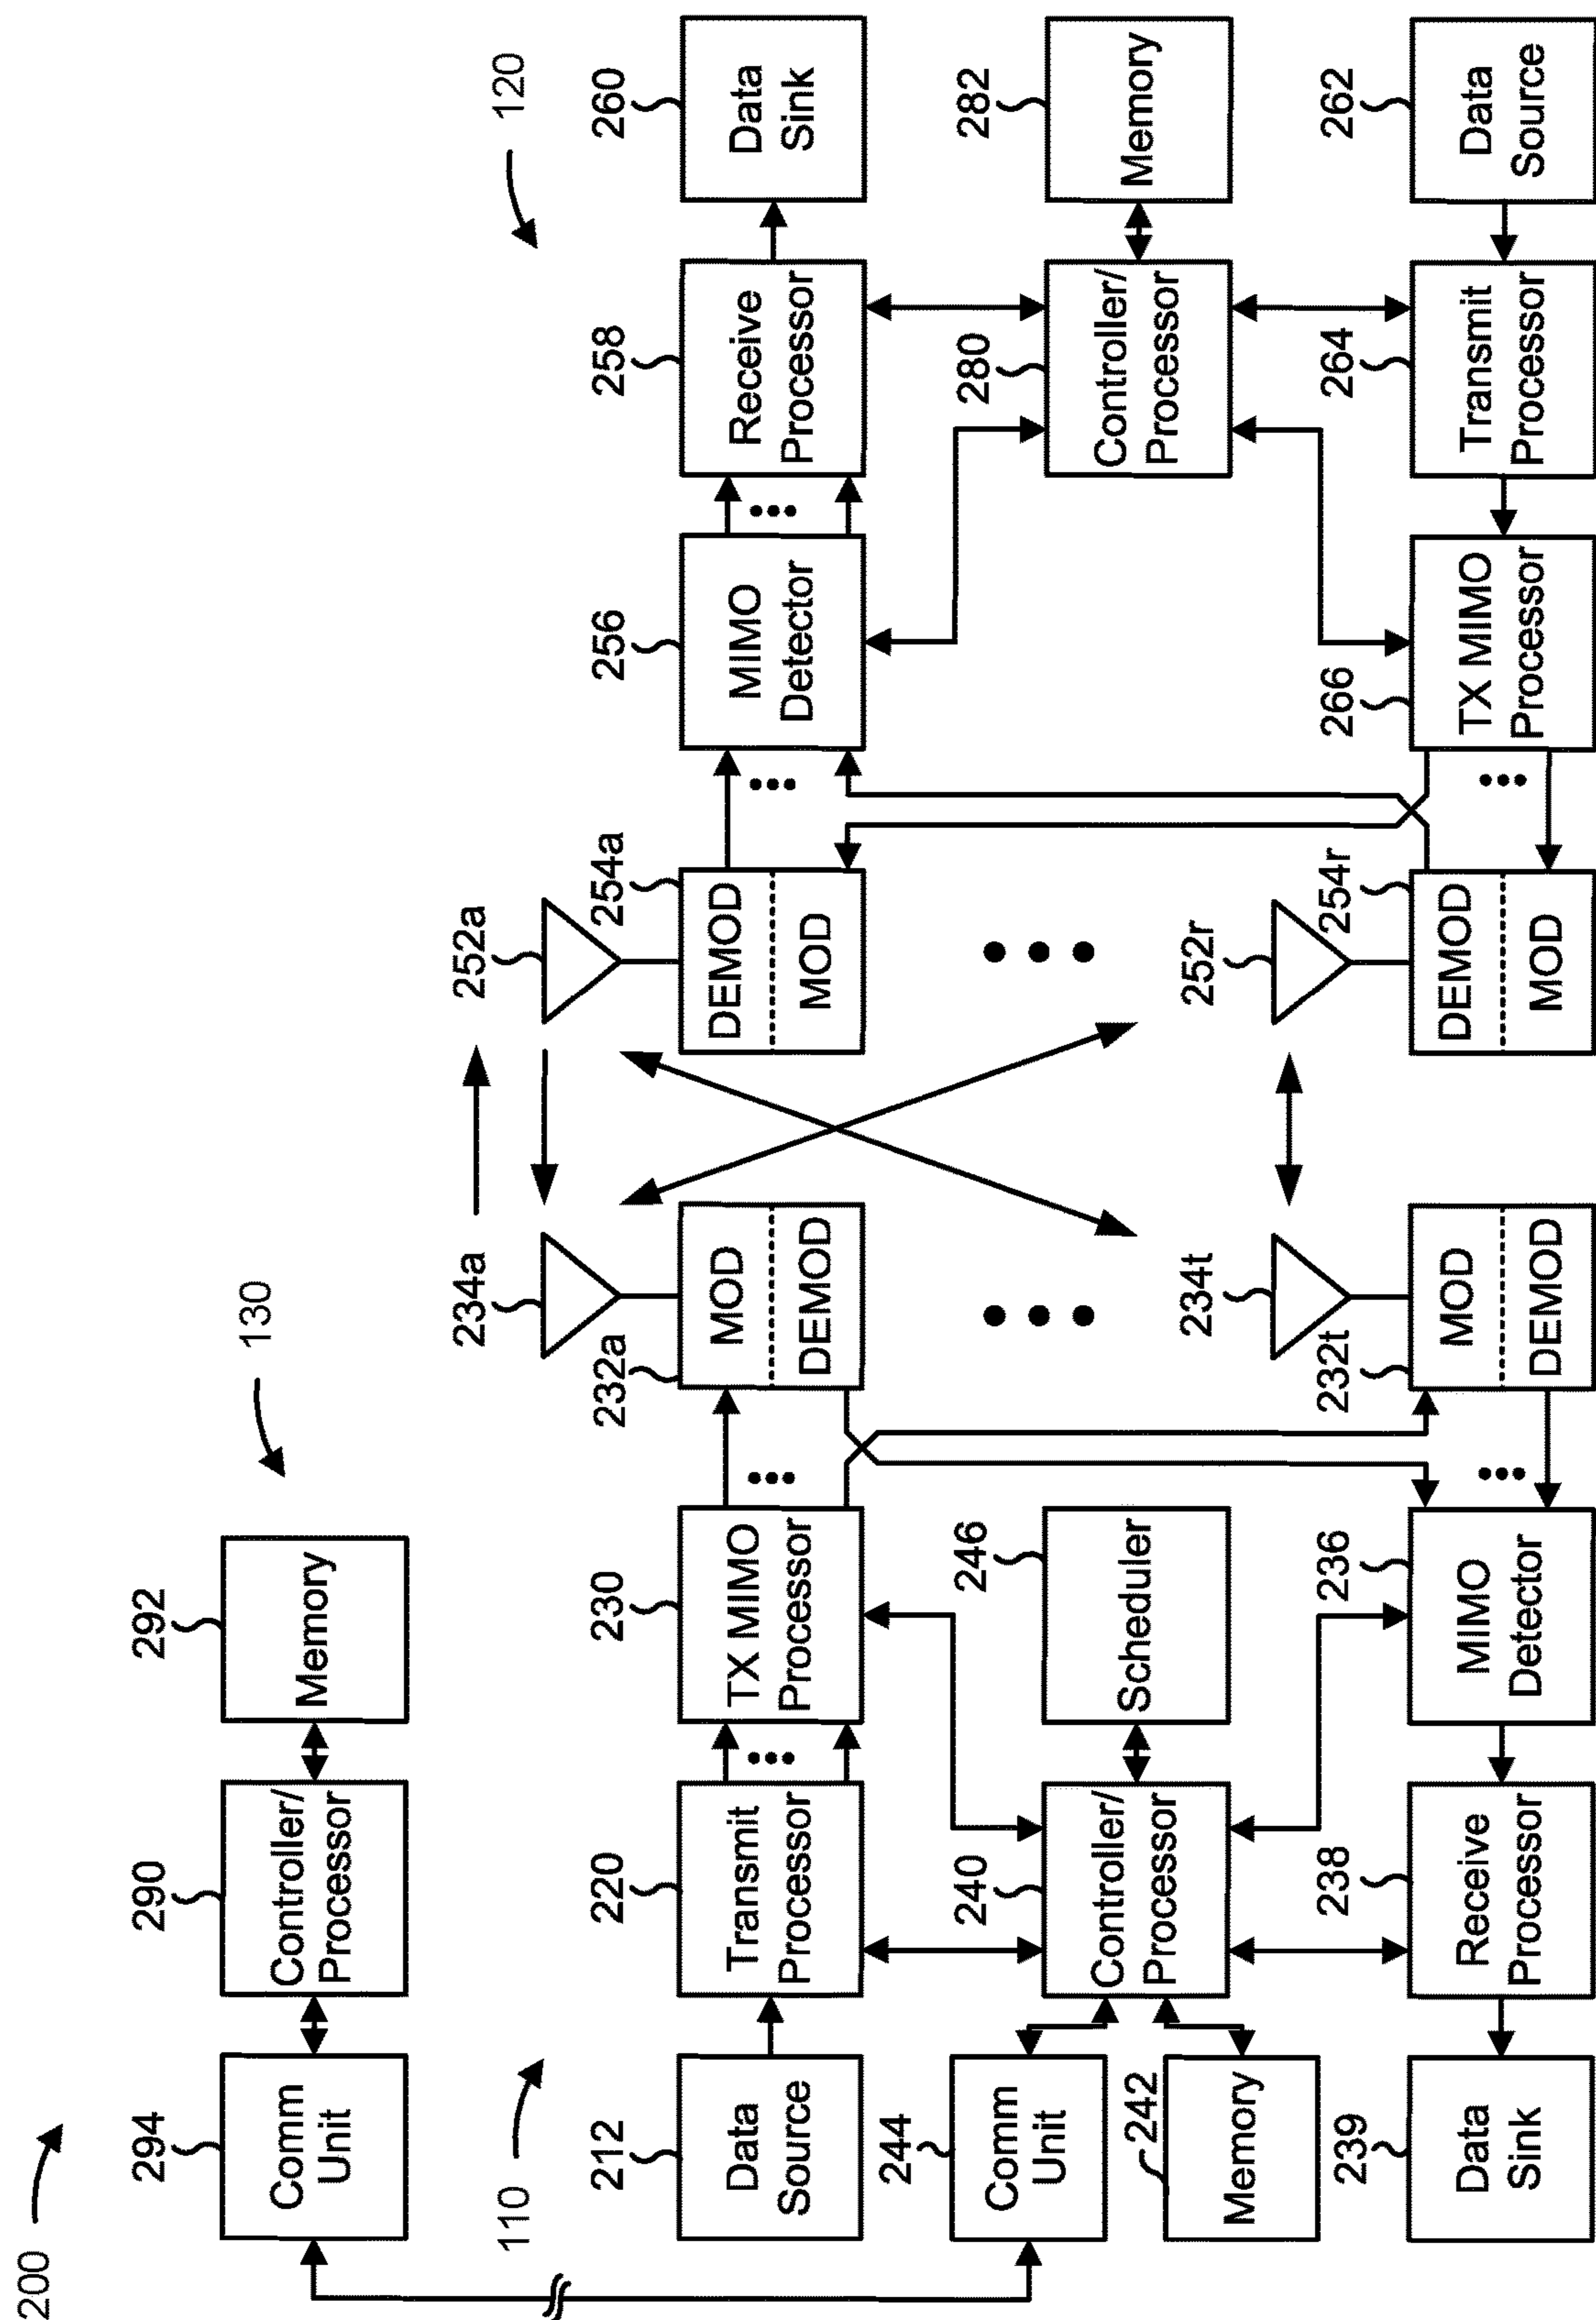 200
130
294
290
292
Comm
Unit
Controller/
Processor
Memory
110
120
234a
252a
212
220
230
232a
254a
256
258
260
Data
Source
Transmit
Processor
TX MIMO
Processor
MOD
DEMOD
DEMOD
MOD
MIMO
Detector
Receive
Processor
Data
Sink
244
240
246
280
282
Comm
Unit
Controller/
Processor
Scheduler
Controller/
Processor
Memory
242
Memory
234t
252r
239
238
236
232t
254r
266
264
262
Data
Sink
Receive
Processor
MIMO
Detector
MOD
DEMOD
DEMOD
MOD
TX MIMO
Processor
Transmit
Processor
Data
Source